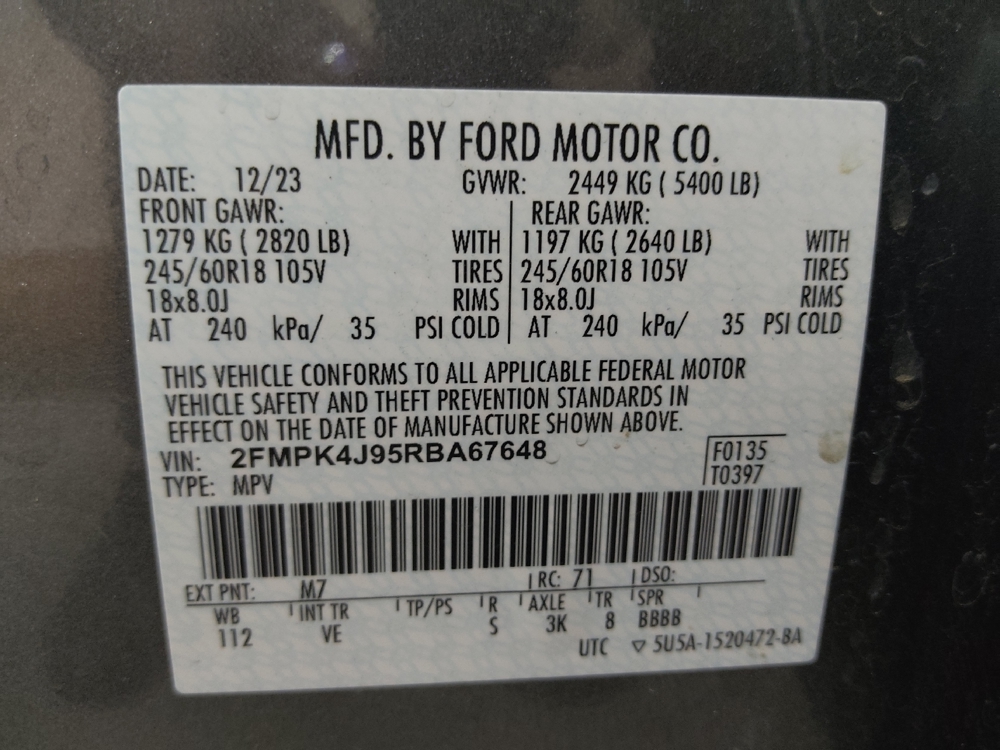 MFD. BY FORD MOTOR CO.
DATE: 12/23 GVWR: 2449 KG ( 5400 LB)
FRONT GAWR: REAR GAWR:
1279 KG ( 2820 LB) WITH 1197 KG ( 2640 LB) WITH
245/60R18 105V TIRES 245/60R18 105V TIRES
18x8.0J RIMS 18x8.0J RIMS
AT 240 kPa/ 35 PSI COLD AT 240 kPa/ 35 PSI COLD
THIS VEHICLE CONFORMS TO ALL APPLICABLE FEDERAL MOTOR
VEHICLE SAFETY AND THEFT PREVENTION STANDARDS IN
EFFECT ON THE DATE OF MANUFACTURE SHOWN ABOVE.
VIN: 2FMPK4J95RBA67648 F0135
TYPE: MPV T0397
EXT PNT: M7 RC: 71 DSO:
WB INT TR TP/PS R AXLE TR SPR
112 VE S 3K 8 BBBB
UTC ▽ 5U5A-1520472-BA